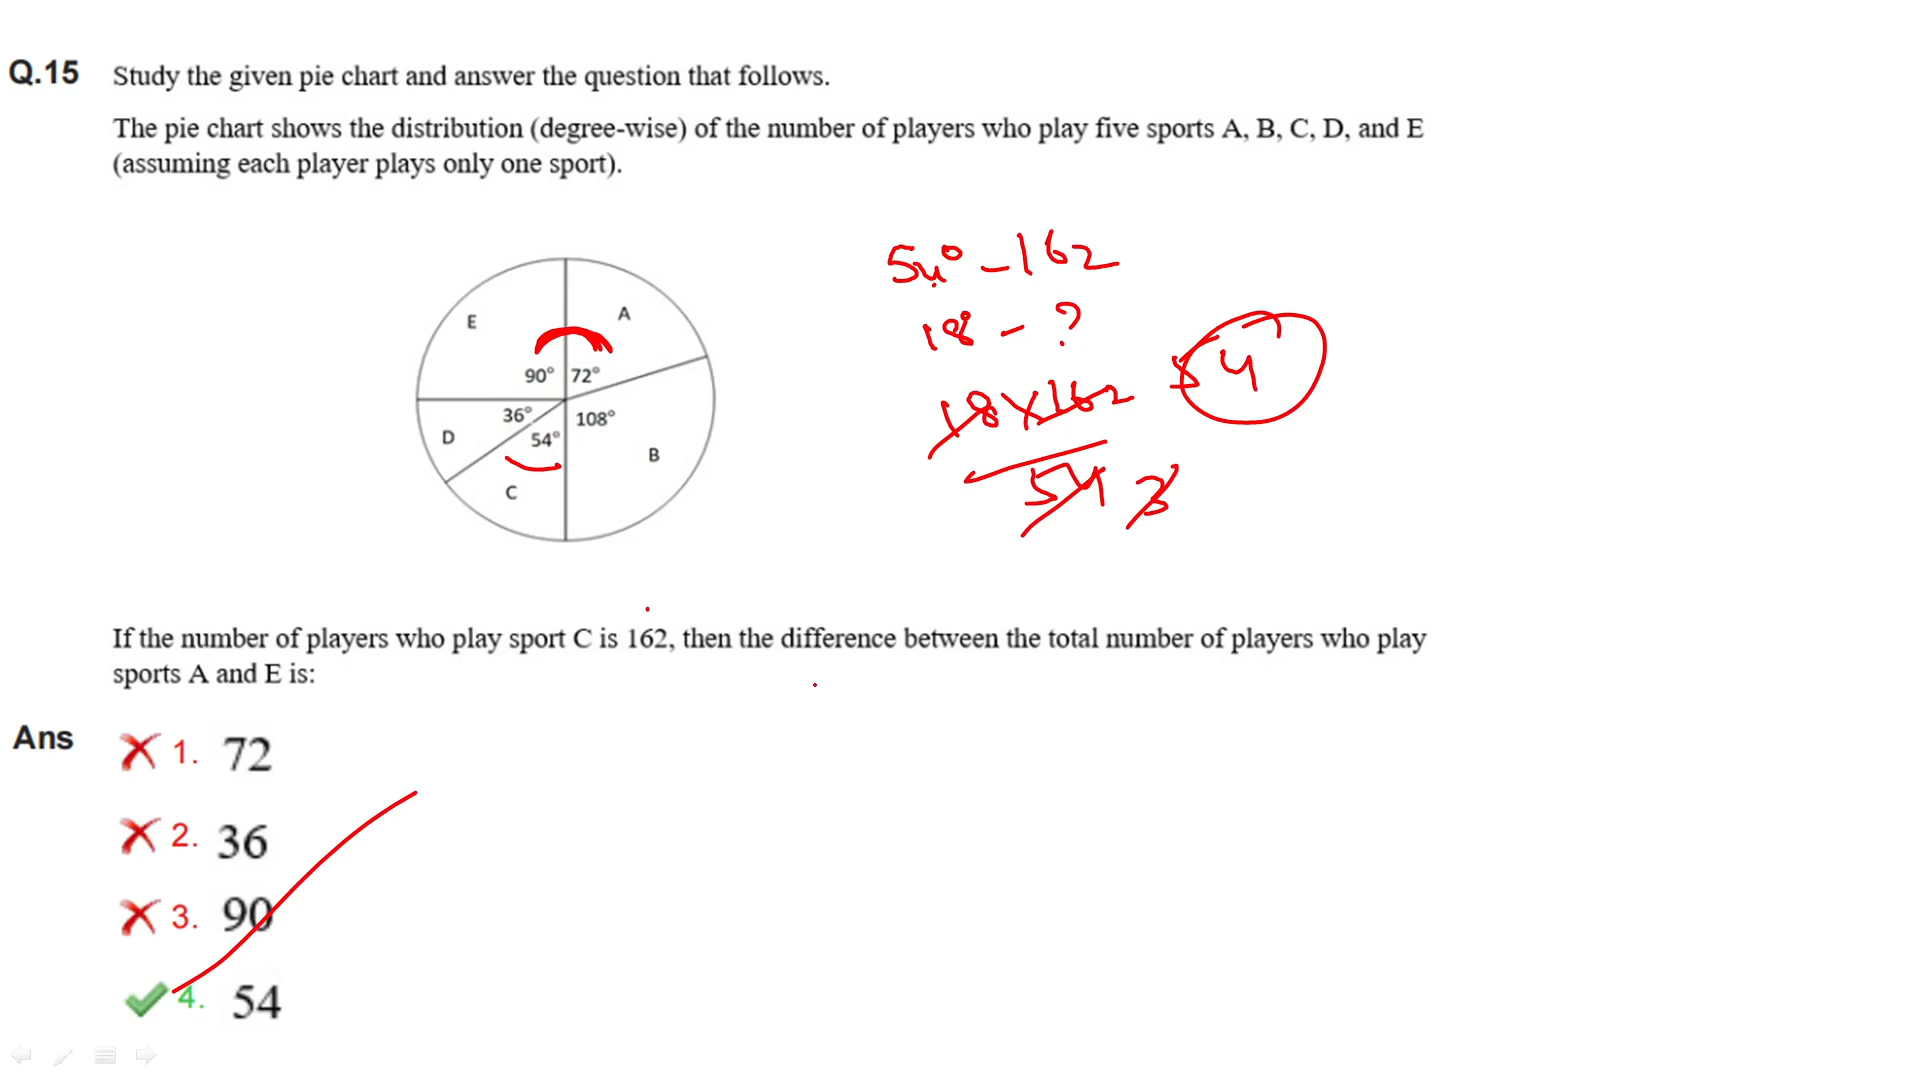 Q.15 Study the given pie chart and answer the question that follows.
The pie chart shows the distribution (degree-wise) of the number of players who play five sports A, B, C, D, and E
(assuming each player plays only one sport).
54° - 162
18 - ?
18 × 162
54 3
54
E
A
90° 72°
36° 108°
D 54°
B
C
If the number of players who play sport C is 162, then the difference between the total number of players who play
sports A and E is:
Ans 1. 72
2. 36
3. 90
4. 54